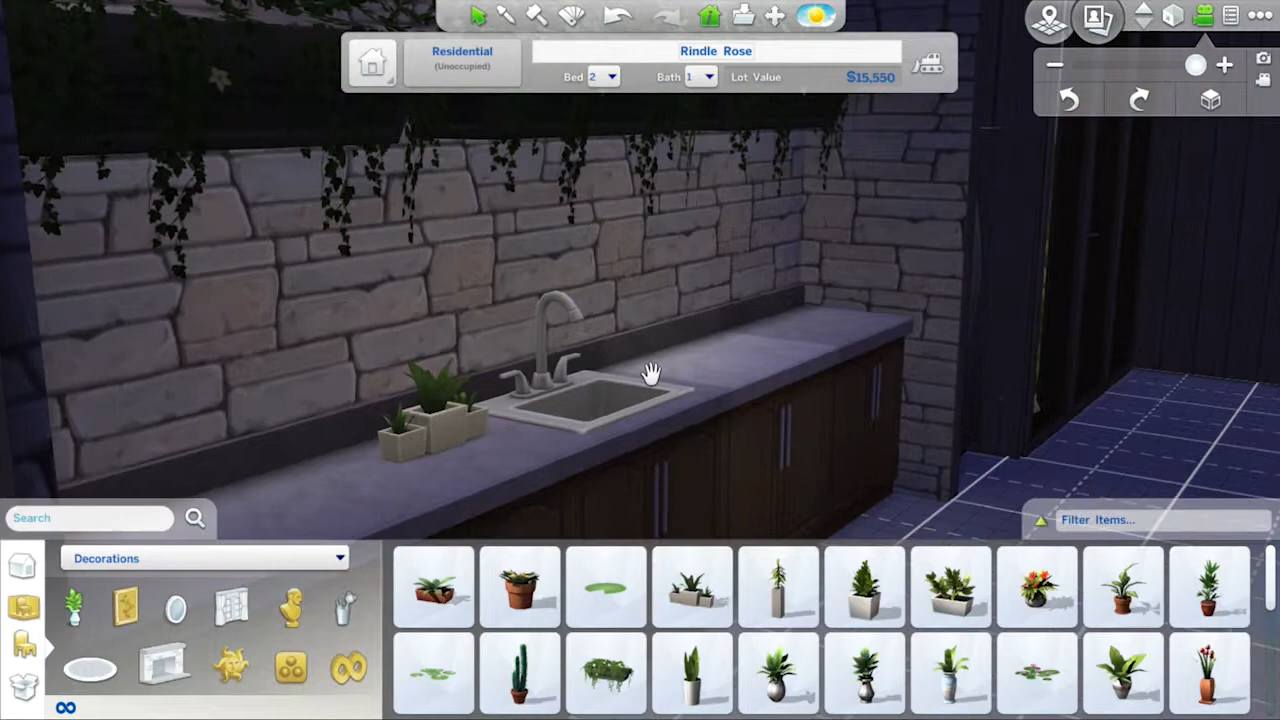 Residential
(Unoccupied)
Rindle Rose
Bed 2
Bath 1
Lot Value
$15,550
Search
Filter Items...
Decorations